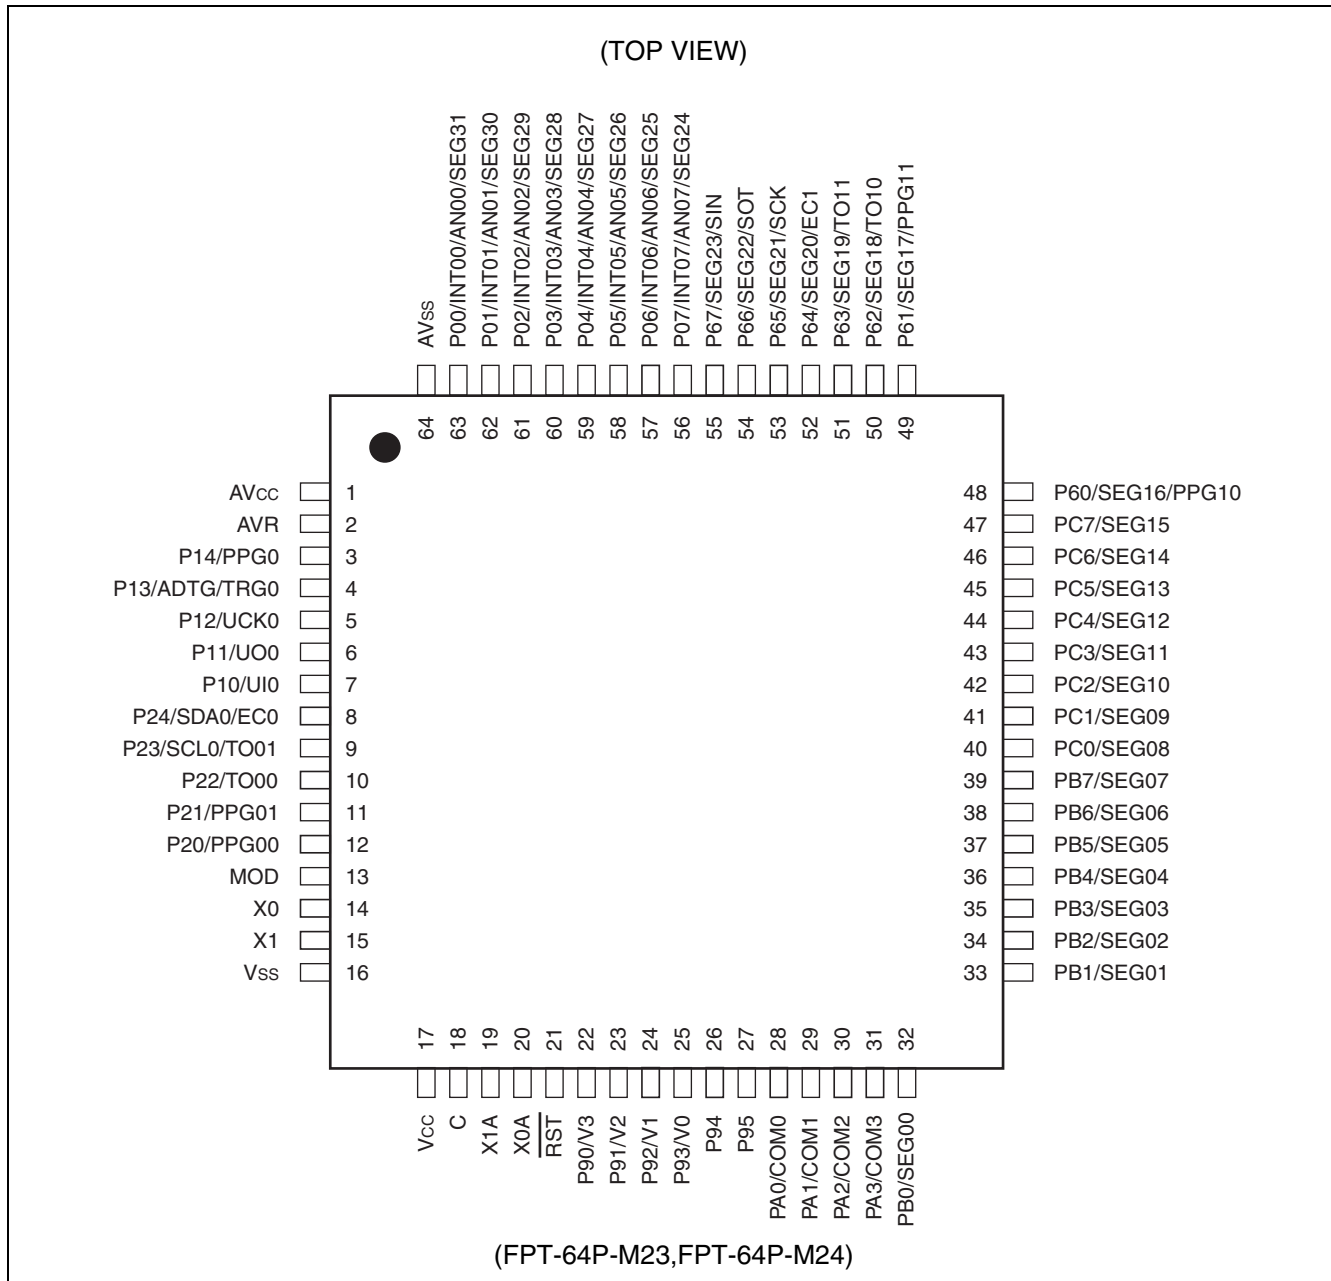 (TOP VIEW)
AVss
P00/INT00/AN00/SEG31
P01/INT01/AN01/SEG30
P02/INT02/AN02/SEG29
P03/INT03/AN03/SEG28
P04/INT04/AN04/SEG27
P05/INT05/AN05/SEG26
P06/INT06/AN06/SEG25
P07/INT07/AN07/SEG24
P67/SEG23/SIN
P66/SEG22/SOT
P65/SEG21/SCK
P64/SEG20/EC1
P63/SEG19/TO11
P62/SEG18/TO10
P61/SEG17/PPG11
64 63 62 61 60 59 58 57 56 55 54 53 52 51 50 49
AVcc 1 48 P60/SEG16/PPG10
AVR 2 47 PC7/SEG15
P14/PPG0 3 46 PC6/SEG14
P13/ADTG/TRG0 4 45 PC5/SEG13
P12/UCK0 5 44 PC4/SEG12
P11/UO0 6 43 PC3/SEG11
P10/UI0 7 42 PC2/SEG10
P24/SDA0/EC0 8 41 PC1/SEG09
P23/SCL0/TO01 9 40 PC0/SEG08
P22/TO00 10 39 PB7/SEG07
P21/PPG01 11 38 PB6/SEG06
P20/PPG00 12 37 PB5/SEG05
MOD 13 36 PB4/SEG04
X0 14 35 PB3/SEG03
X1 15 34 PB2/SEG02
Vss 16 33 PB1/SEG01
17 18 19 20 21 22 23 24 25 26 27 28 29 30 31 32
Vcc
C
X1A
X0A
RST
P90/V3
P91/V2
P92/V1
P93/V0
P94
P95
PA0/COM0
PA1/COM1
PA2/COM2
PA3/COM3
PB0/SEG00
(FPT-64P-M23,FPT-64P-M24)